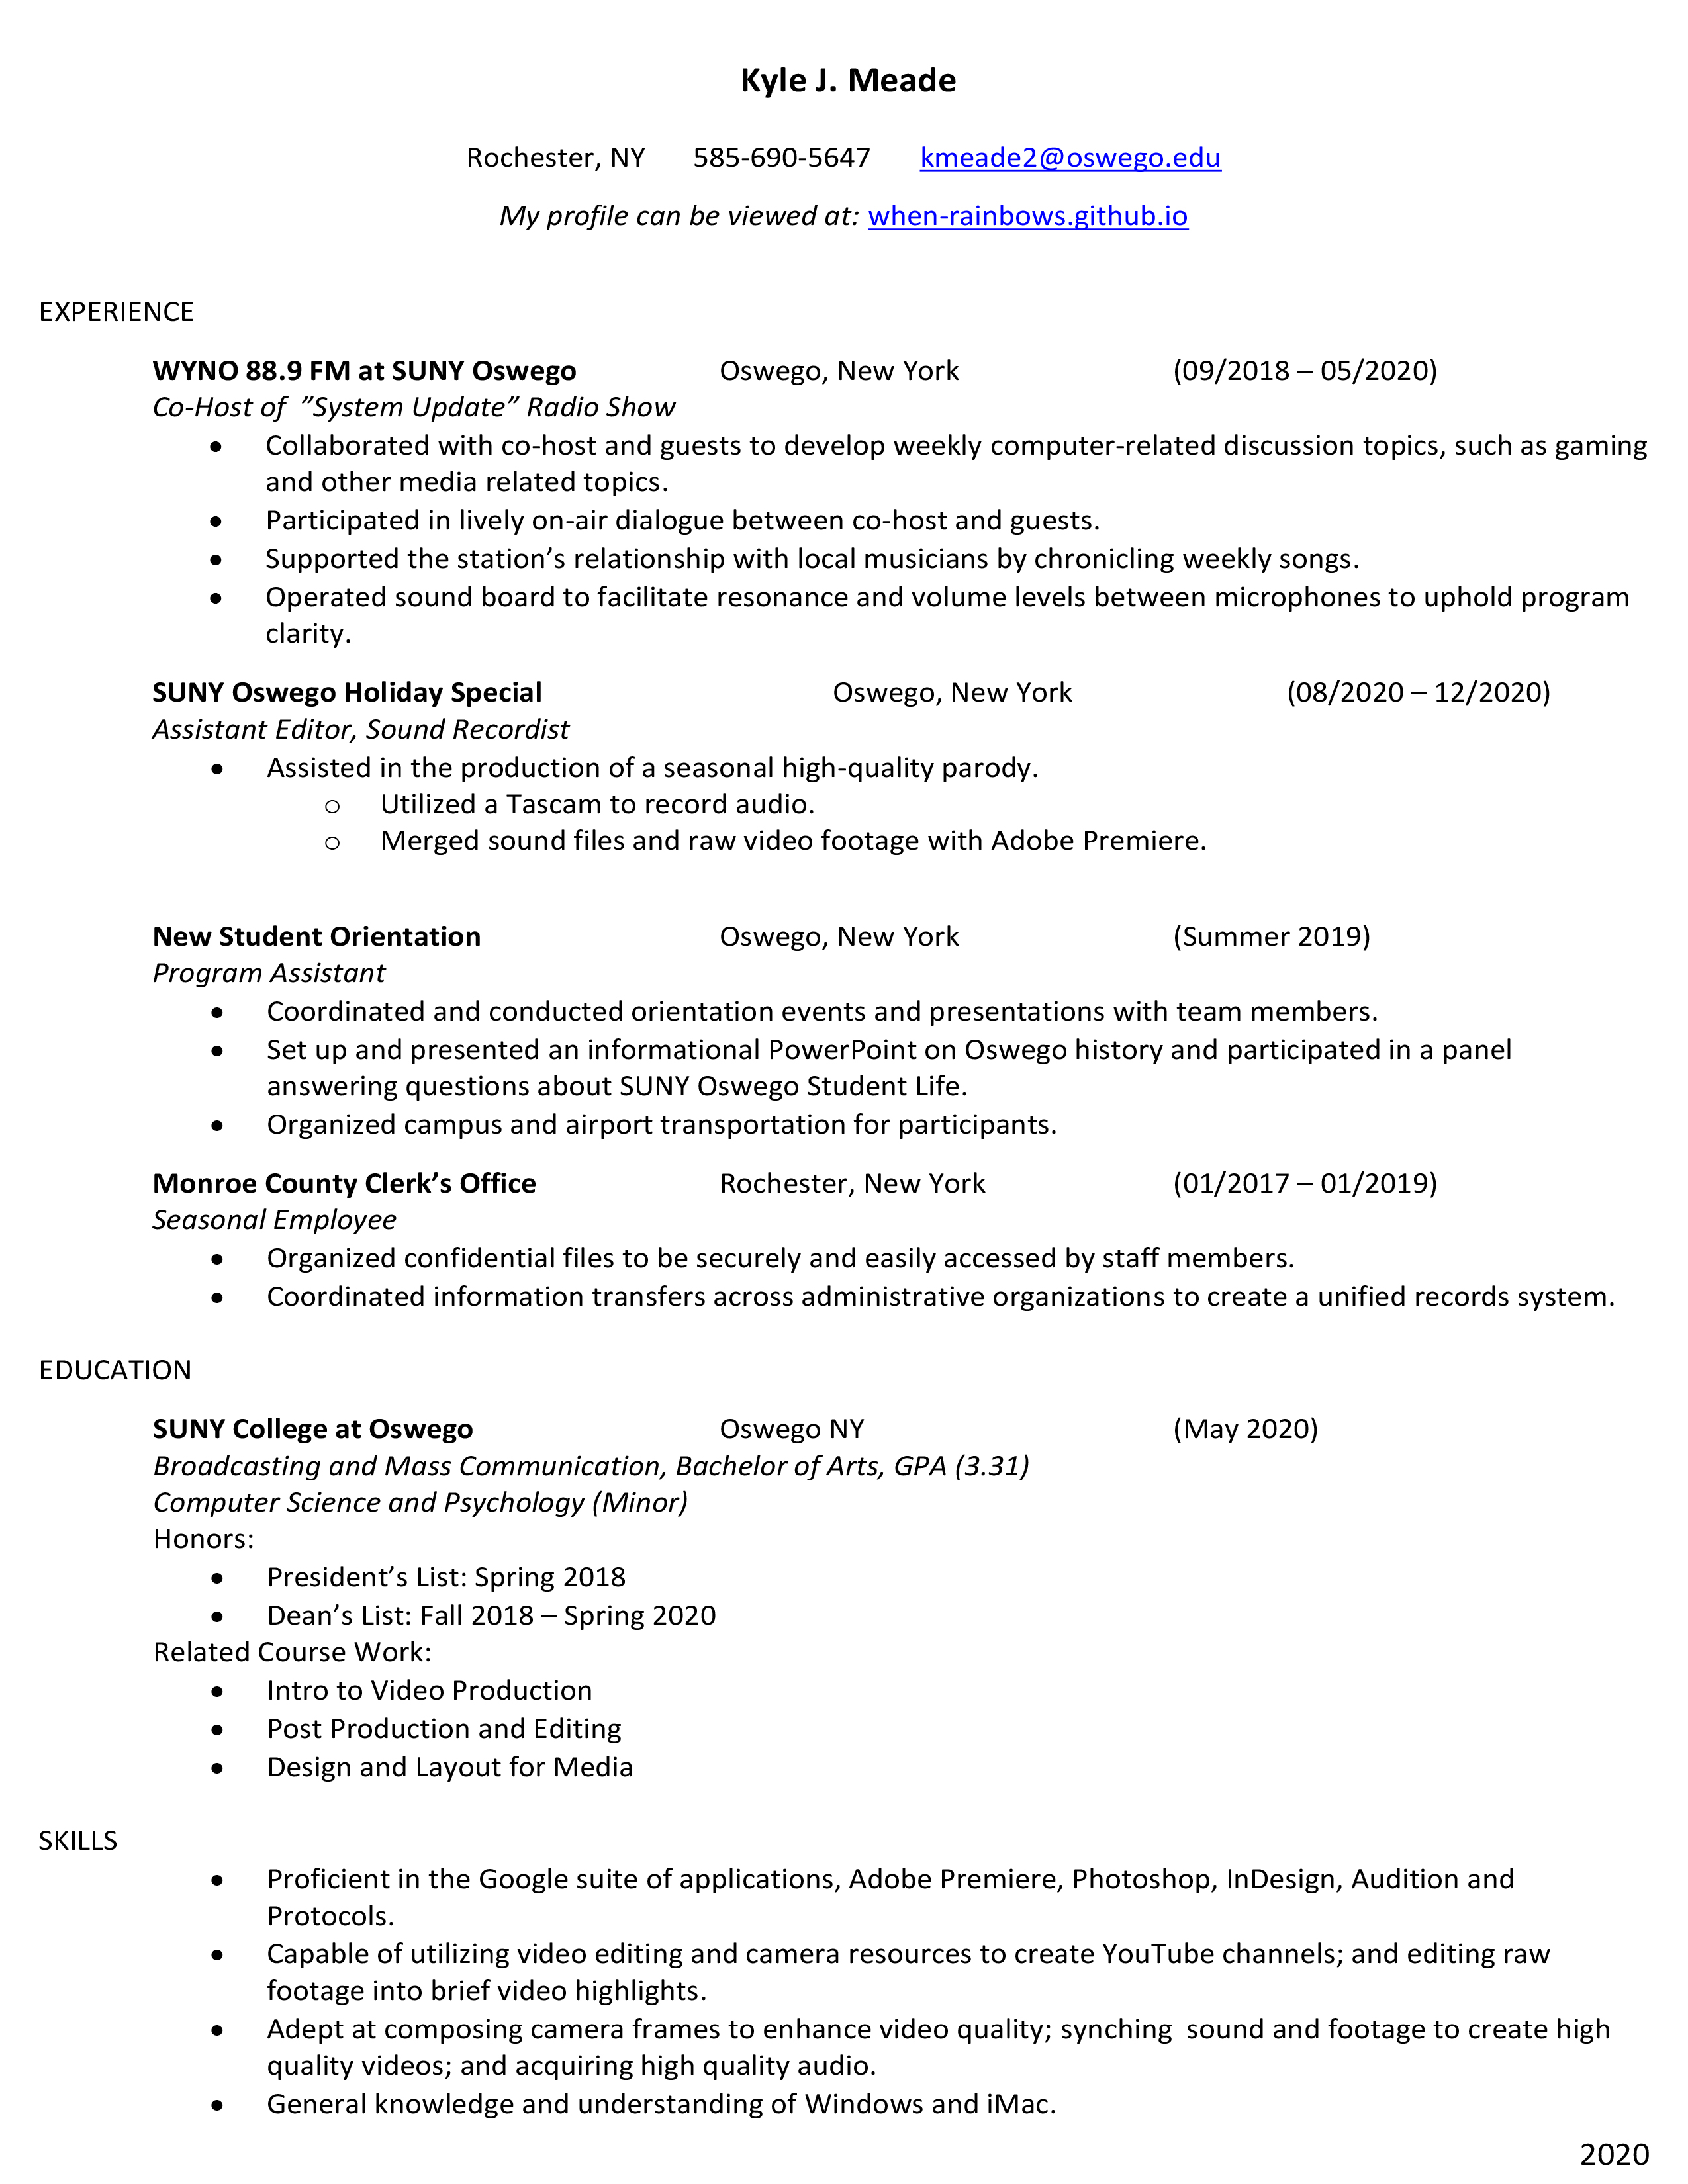 Kyle J. Meade
Rochester, NY 585-690-5647 kmeade2@oswego.edu
My profile can be viewed at: when-rainbows.github.io
EXPERIENCE
WYNO 88.9 FM at SUNY Oswego Oswego, New York (09/2018 – 05/2020)
Co-Host of ”System Update” Radio Show
• Collaborated with co-host and guests to develop weekly computer-related discussion topics, such as gaming
and other media related topics.
• Participated in lively on-air dialogue between co-host and guests.
• Supported the station’s relationship with local musicians by chronicling weekly songs.
• Operated sound board to facilitate resonance and volume levels between microphones to uphold program
clarity.
SUNY Oswego Holiday Special Oswego, New York (08/2020 – 12/2020)
Assistant Editor, Sound Recordist
• Assisted in the production of a seasonal high-quality parody.
o Utilized a Tascam to record audio.
o Merged sound files and raw video footage with Adobe Premiere.
New Student Orientation Oswego, New York (Summer 2019)
Program Assistant
• Coordinated and conducted orientation events and presentations with team members.
• Set up and presented an informational PowerPoint on Oswego history and participated in a panel
answering questions about SUNY Oswego Student Life.
• Organized campus and airport transportation for participants.
Monroe County Clerk’s Office Rochester, New York (01/2017 – 01/2019)
Seasonal Employee
• Organized confidential files to be securely and easily accessed by staff members.
• Coordinated information transfers across administrative organizations to create a unified records system.
EDUCATION
SUNY College at Oswego Oswego NY (May 2020)
Broadcasting and Mass Communication, Bachelor of Arts, GPA (3.31)
Computer Science and Psychology (Minor)
Honors:
• President’s List: Spring 2018
• Dean’s List: Fall 2018 – Spring 2020
Related Course Work:
• Intro to Video Production
• Post Production and Editing
• Design and Layout for Media
SKILLS
• Proficient in the Google suite of applications, Adobe Premiere, Photoshop, InDesign, Audition and
Protocols.
• Capable of utilizing video editing and camera resources to create YouTube channels; and editing raw
footage into brief video highlights.
• Adept at composing camera frames to enhance video quality; synching sound and footage to create high
quality videos; and acquiring high quality audio.
• General knowledge and understanding of Windows and iMac.
2020